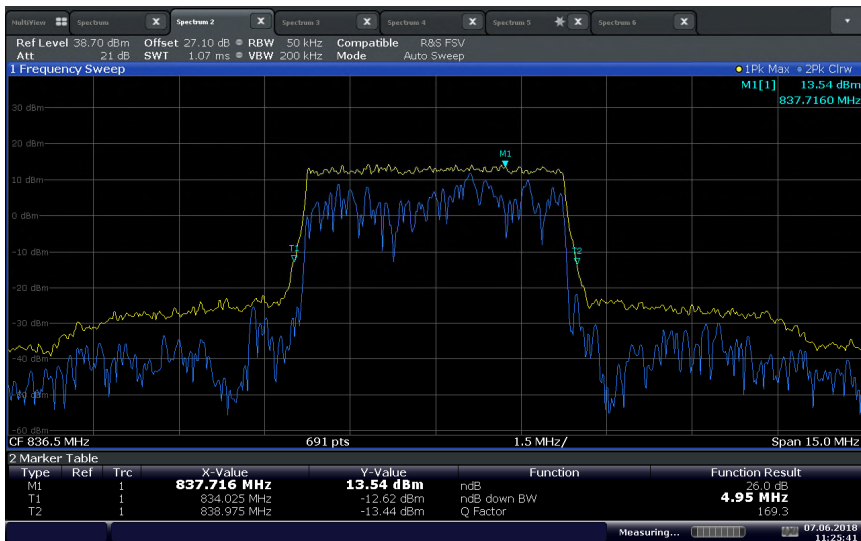 MultiView Spectrum X Spectrum 2 X Spectrum 3 X Spectrum 4 X Spectrum 5 X Spectrum 6 X
Ref Level 38.70 dBm Offset 27.10 dB RBW 50 kHz Compatible R&S FSV
Att 21 dB SWT 1.07 ms VBW 200 kHz Mode Auto Sweep
1 Frequency Sweep 1Pk Max 2Pk Clrw
M1[1] 13.54 dBm
837.7160 MHz
30 dBm
20 dBm
M1
10 dBm
0 dBm
T1
T2
-10 dBm
-20 dBm
-30 dBm
-40 dBm
-60 dBm
CF 836.5 MHz 691 pts 1.5 MHz/ Span 15.0 MHz
2 Marker Table
Type Ref Trc X-Value Y-Value Function Function Result
M1 1 837.716 MHz 13.54 dBm ndB 26.0 dB
T1 1 834.025 MHz -12.62 dBm ndB down BW 4.95 MHz
T2 1 838.975 MHz -13.44 dBm Q Factor 169.3
Measuring... 07.06.2018
11:25:41